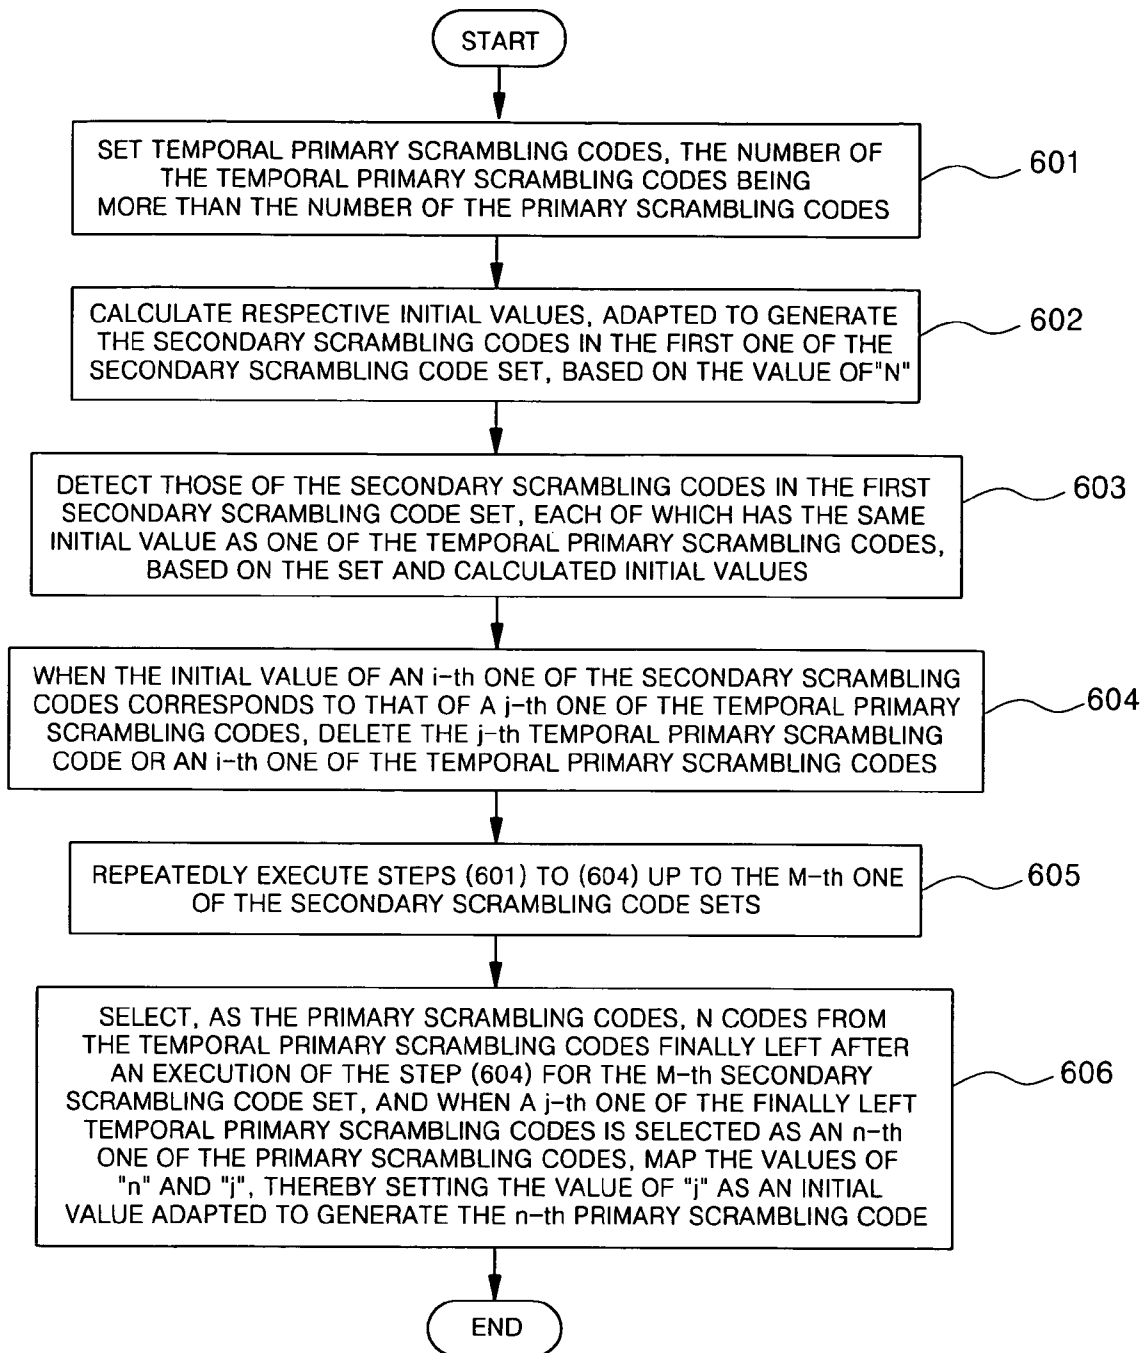 START
SET TEMPORAL PRIMARY SCRAMBLING CODES, THE NUMBER OF
THE TEMPORAL PRIMARY SCRAMBLING CODES BEING
MORE THAN THE NUMBER OF THE PRIMARY SCRAMBLING CODES
601
CALCULATE RESPECTIVE INITIAL VALUES, ADAPTED TO GENERATE
THE SECONDARY SCRAMBLING CODES IN THE FIRST ONE OF THE
SECONDARY SCRAMBLING CODE SET, BASED ON THE VALUE OF"N"
602
DETECT THOSE OF THE SECONDARY SCRAMBLING CODES IN THE FIRST
SECONDARY SCRAMBLING CODE SET, EACH OF WHICH HAS THE SAME
INITIAL VALUE AS ONE OF THE TEMPORAL PRIMARY SCRAMBLING CODES,
BASED ON THE SET AND CALCULATED INITIAL VALUES
603
WHEN THE INITIAL VALUE OF AN i-th ONE OF THE SECONDARY SCRAMBLING
CODES CORRESPONDS TO THAT OF A j-th ONE OF THE TEMPORAL PRIMARY
SCRAMBLING CODES, DELETE THE j-th TEMPORAL PRIMARY SCRAMBLING
CODE OR AN i-th ONE OF THE TEMPORAL PRIMARY SCRAMBLING CODES
604
REPEATEDLY EXECUTE STEPS (601) TO (604) UP TO THE M-th ONE
OF THE SECONDARY SCRAMBLING CODE SETS
605
SELECT, AS THE PRIMARY SCRAMBLING CODES, N CODES FROM
THE TEMPORAL PRIMARY SCRAMBLING CODES FINALLY LEFT AFTER
AN EXECUTION OF THE STEP (604) FOR THE M-th SECONDARY
SCRAMBLING CODE SET, AND WHEN A j-th ONE OF THE FINALLY LEFT
TEMPORAL PRIMARY SCRAMBLING CODES IS SELECTED AS AN n-th
ONE OF THE PRIMARY SCRAMBLING CODES, MAP THE VALUES OF
"n" AND "j", THEREBY SETTING THE VALUE OF "j" AS AN INITIAL
VALUE ADAPTED TO GENERATE THE n-th PRIMARY SCRAMBLING CODE
606
END